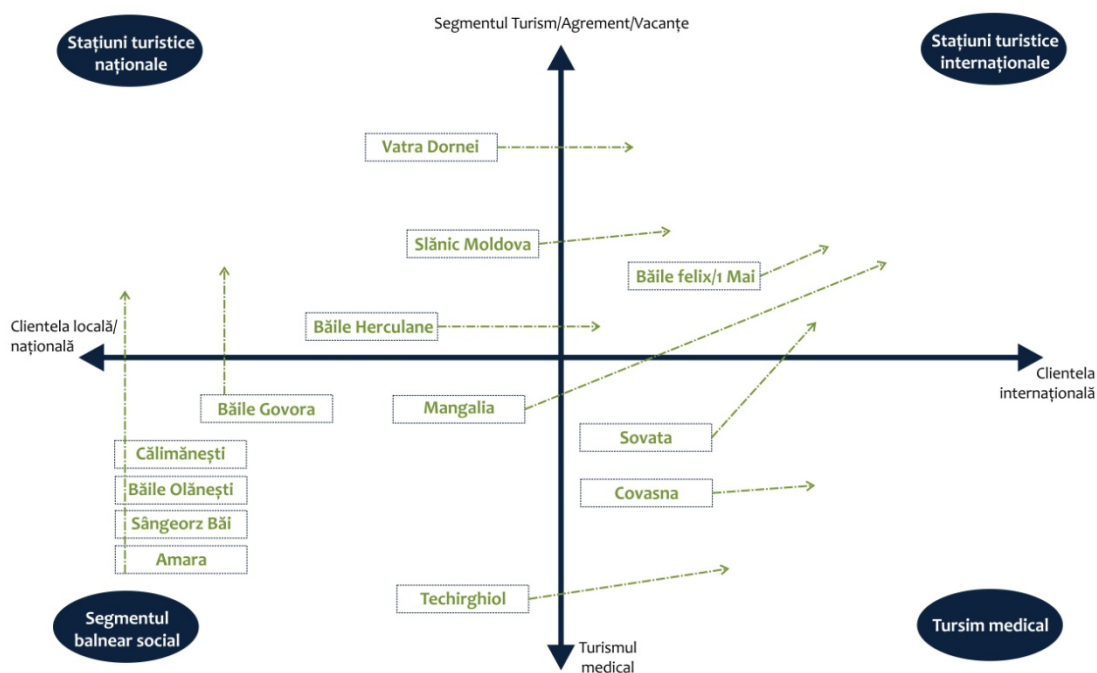 Segmentul Turism/Agrement/Vacanțe
Stațiuni turistice
naționale
Stațiuni turistice
internaționale
Vatra Dornei
Slănic Moldova
Băile felix/1 Mai
Clientela locală/
națională
Băile Herculane
Clientela
internațională
Băile Govora
Mangalia
Sovata
Călimănești
Băile Olănești
Covasna
Sângeorz Băi
Amara
Techirghiol
Segmentul
balnear social
Tursim medical
Turismul
medical